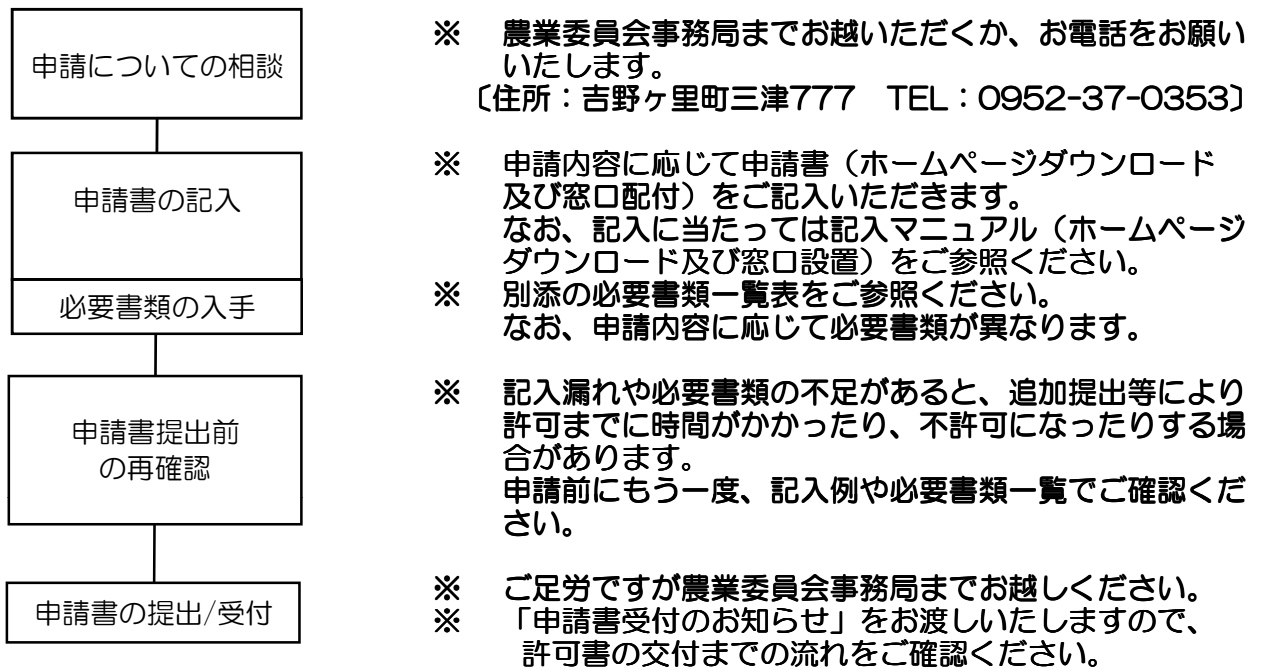 申請についての相談
※　農業委員会事務局までお越しいただくか、お電話をお願い
いたします。
〔住所：吉野ヶ里町三津777　TEL：0952-37-0353〕
申請書の記入
※　申請内容に応じて申請書（ホームページダウンロード
及び窓口配付）をご記入いただきます。
なお、記入に当たっては記入マニュアル（ホームページ
ダウンロード及び窓口設置）をご参照ください。
必要書類の入手
※　別添の必要書類一覧表をご参照ください。
なお、申請内容に応じて必要書類が異なります。
申請書提出前
の再確認
※　記入漏れや必要書類の不足があると、追加提出等により
許可までに時間がかかったり、不許可になったりする場
合があります。
申請前にもう一度、記入例や必要書類一覧でご確認くだ
さい。
申請書の提出/受付
※　ご足労ですが農業委員会事務局までお越しください。
※　「申請書受付のお知らせ」をお渡しいたしますので、
許可書の交付までの流れをご確認ください。